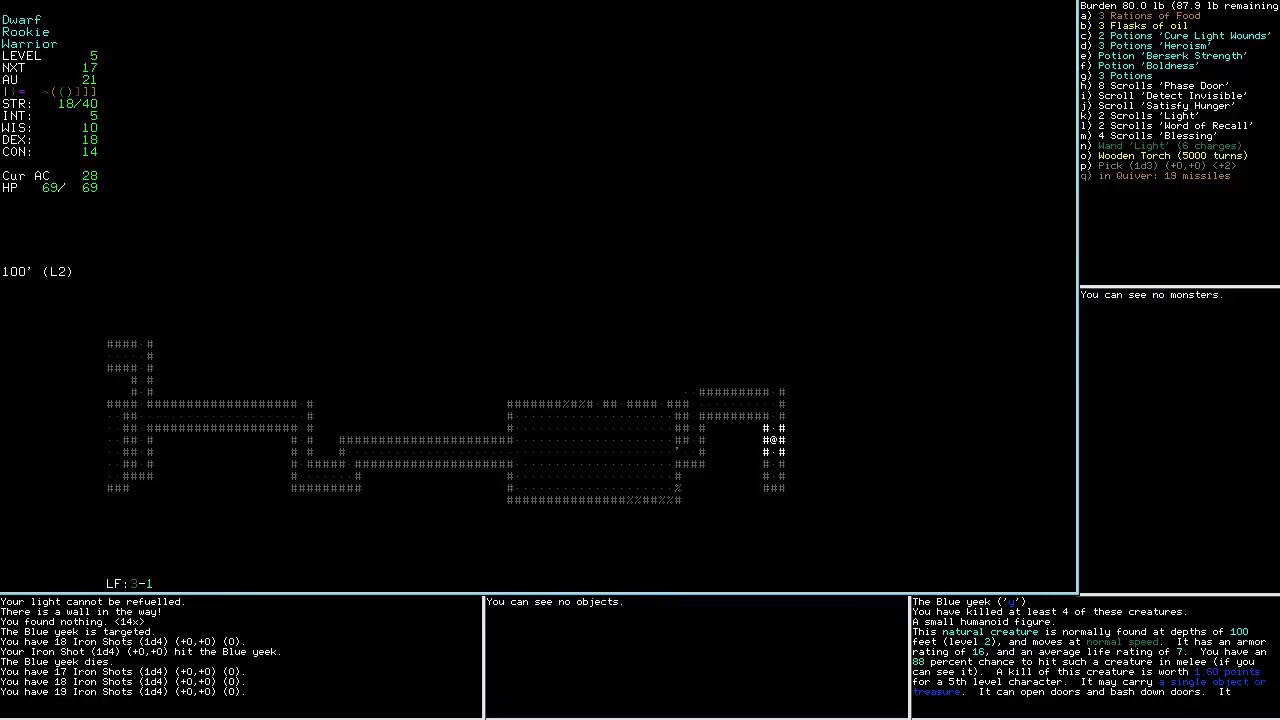 Dwarf
Rookie
Warrior
LEVEL 5
NXT 17
AU 21
STR: 18/40
INT: 5
WIS: 10
DEX: 18
CON: 14
Cur AC 28
HP 69/ 69
100' (L2)
LF:3-1
Burden 80.0 lb (87.9 lb remaining
a) 3 Rations of Food
b) 3 Flasks of oil
c) 2 Potions 'Cure Light Wounds'
d) 3 Potions 'Heroism'
e) Potion 'Berserk Strength'
f) Potion 'Boldness'
g) 3 Potions
h) 8 Scrolls 'Phase Door'
i) Scroll 'Detect Invisible'
j) Scroll 'Satisfy Hunger'
k) 2 Scrolls 'Light'
l) 2 Scrolls 'Word of Recall'
m) 4 Scrolls 'Blessing'
n) Wand 'Light' (6 charges)
o) Wooden Torch (5000 turns)
p) Pick (1d3) (+0,+0) <+2>
q) in Quiver: 19 missiles
You can see no monsters.
Your light cannot be refuelled.
There is a wall in the way!
You found nothing. <14x>
The Blue yeek is targeted.
You have 18 Iron Shots (1d4) (+0,+0) (0).
Your Iron Shot (1d4) (+0,+0) hit the Blue yeek.
The Blue yeek dies.
You have 17 Iron Shots (1d4) (+0,+0) (0).
You have 18 Iron Shots (1d4) (+0,+0) (0).
You have 19 Iron Shots (1d4) (+0,+0) (0).
You can see no objects.
The Blue yeek ('y')
You have killed at least 4 of these creatures.
A small humanoid figure.
This natural creature is normally found at depths of 100
feet (level 2), and moves at normal speed. It has an armor
rating of 16, and an average life rating of 7. You have an
88 percent chance to hit such a creature in melee (if you
can see it). A kill of this creature is worth 1.60 points
for a 5th level character. It may carry a single object or
treasure. It can open doors and bash down doors. It